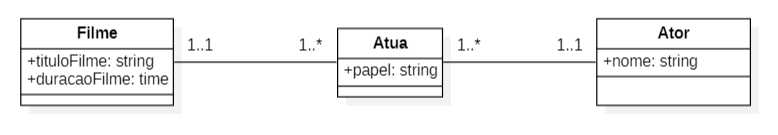 Filme
+tituloFilme: string
+duracaoFilme: time
1..1
1..*
Atua
+papel: string
1..*
1..1
Ator
+nome: string